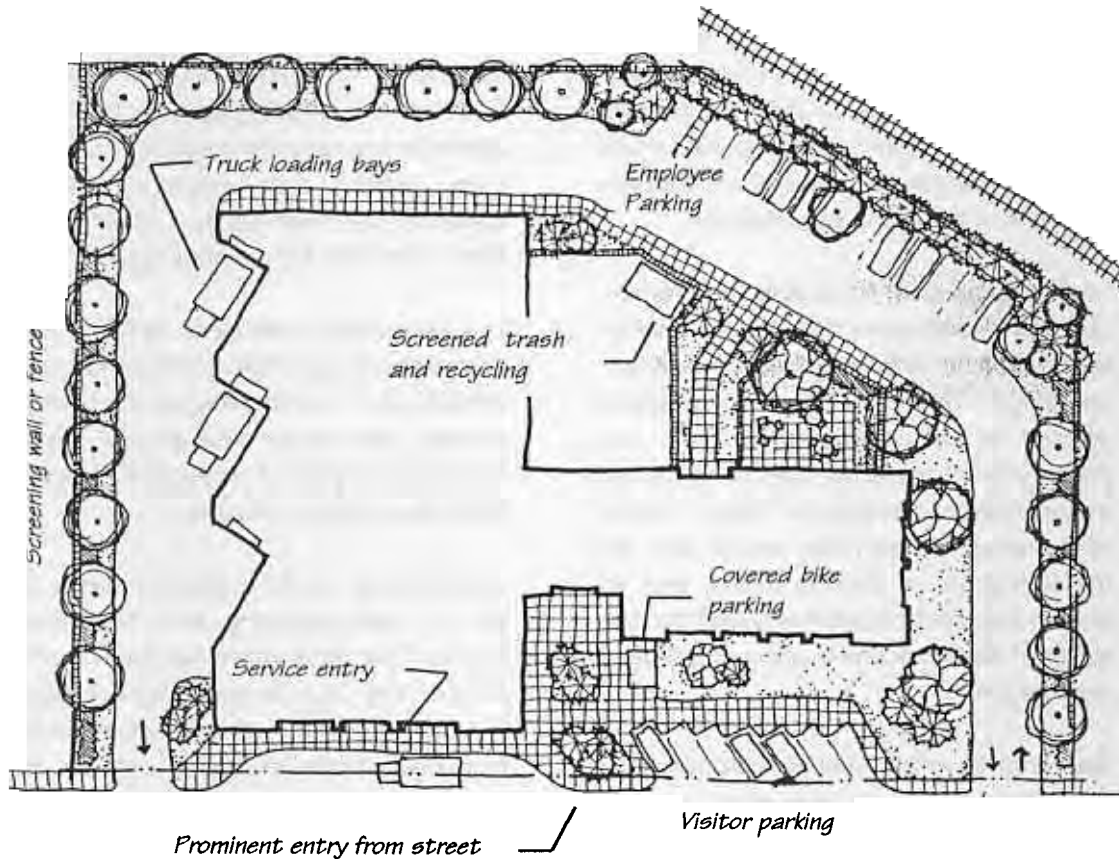 Truck loading bays
Employee
Parking
Screening wall or fence
Screened trash
and recycling
Covered bike
parking
Service entry
Visitor parking
Prominent entry from street